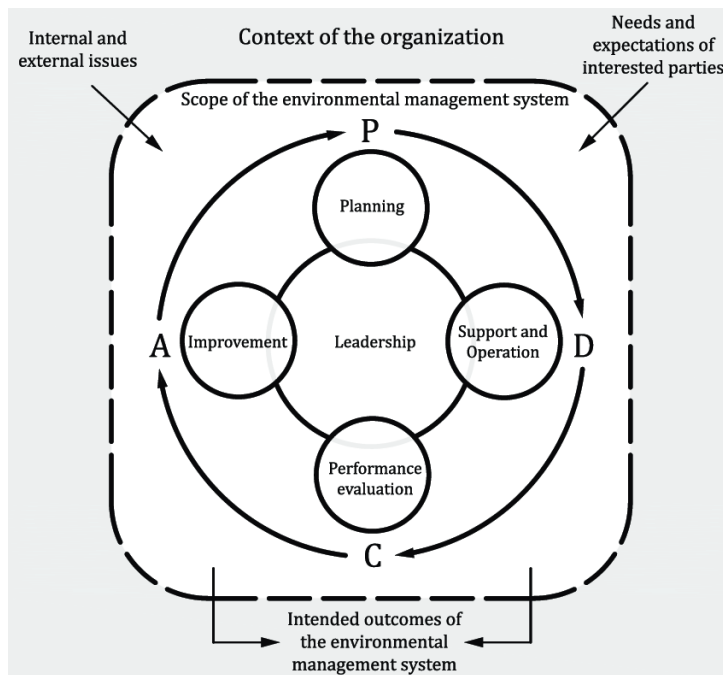 Internal and
external issues
Context of the organization
Needs and
expectations of
interested parties
Scope of the environmental management system
P
Planning
A
Improvement
Leadership
Support and
Operation
D
Performance
evaluation
C
Intended outcomes of
the environmental
management system